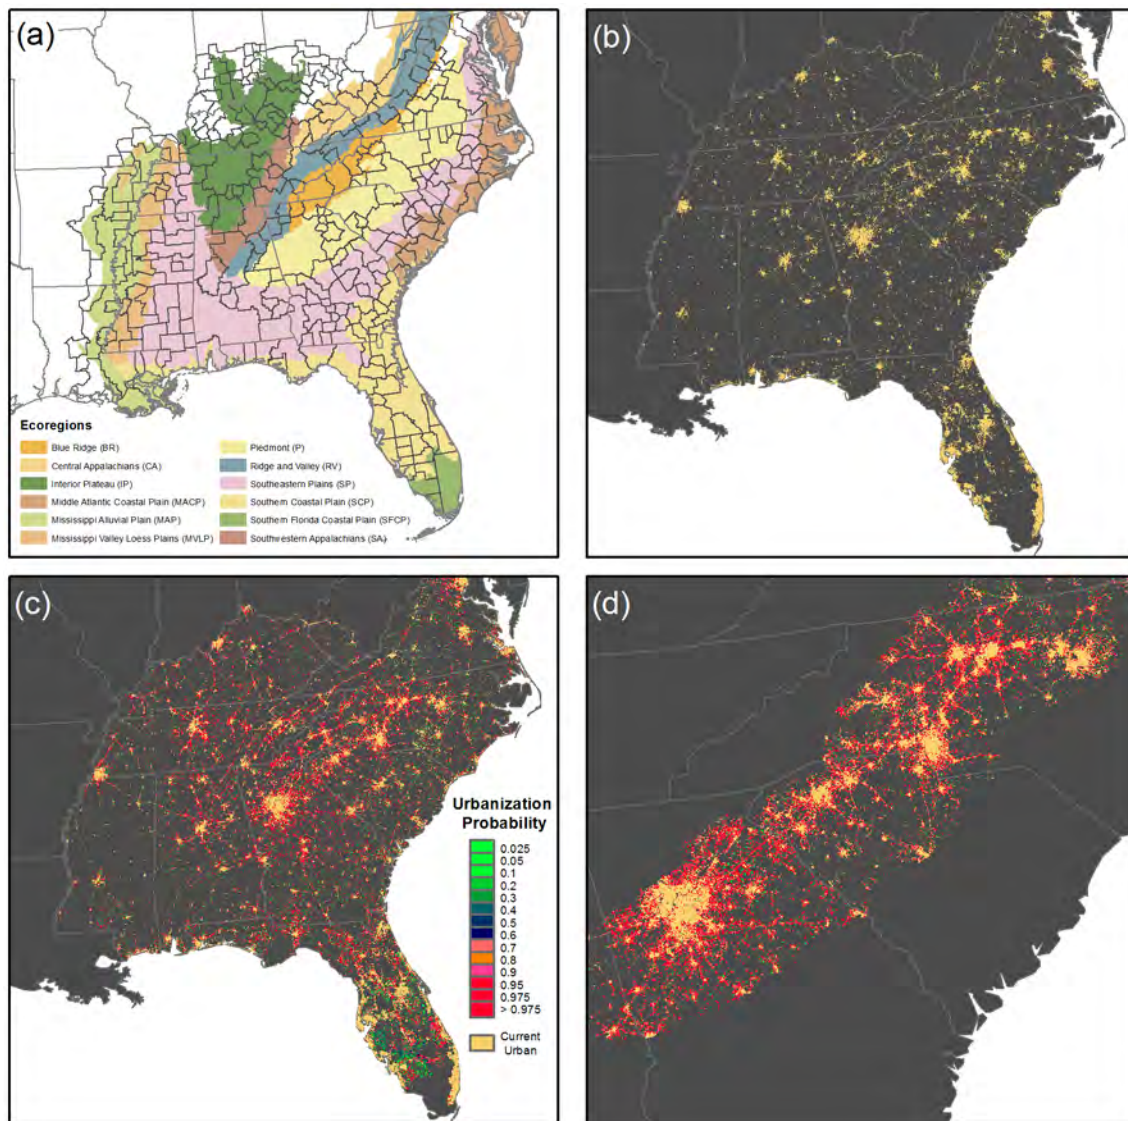 (a)
Ecoregions
Blue Ridge (BR)
Central Appalachians (CA)
Interior Plateau (IP)
Middle Atlantic Coastal Plain (MACP)
Mississippi Alluvial Plain (MAP)
Mississippi Valley Loess Plains (MVLP)
Piedmont (P)
Ridge and Valley (RV)
Southeastern Plains (SP)
Southern Coastal Plain (SCP)
Southern Florida Coastal Plain (SFCP)
Southwestern Appalachians (SA)
(b)
(c)
Urbanization
Probability
0.025
0.05
0.1
0.2
0.3
0.4
0.5
0.6
0.7
0.8
0.9
0.95
0.975
> 0.975
Current
Urban
(d)